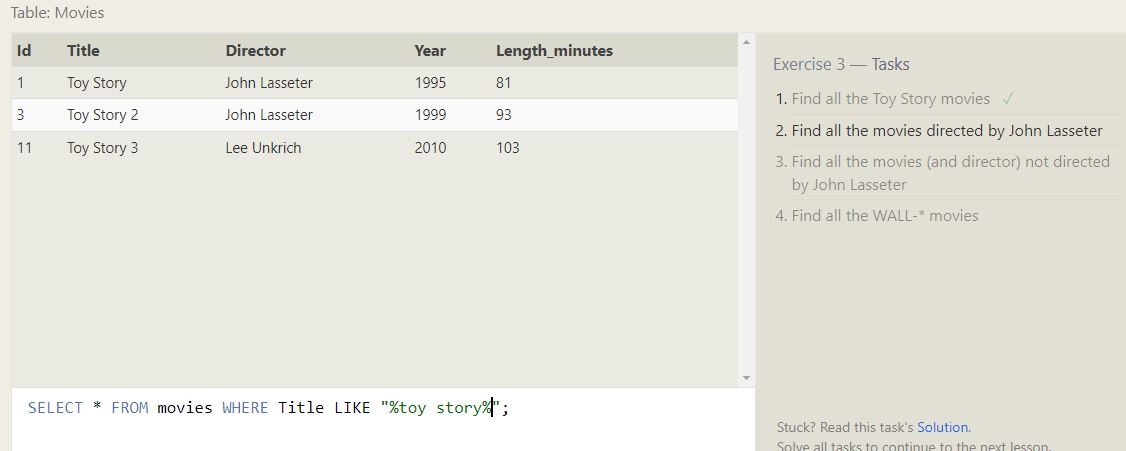 Table: Movies
Id Title Director Year Length_minutes
1 Toy Story John Lasseter 1995 81
3 Toy Story 2 John Lasseter 1999 93
11 Toy Story 3 Lee Unkrich 2010 103
SELECT * FROM movies WHERE Title LIKE "%toy story%";
Exercise 3 — Tasks
1. Find all the Toy Story movies ✓
2. Find all the movies directed by John Lasseter
3. Find all the movies (and director) not directed
by John Lasseter
4. Find all the WALL-* movies
Stuck? Read this task's Solution.
Solve all tasks to continue to the next lesson.